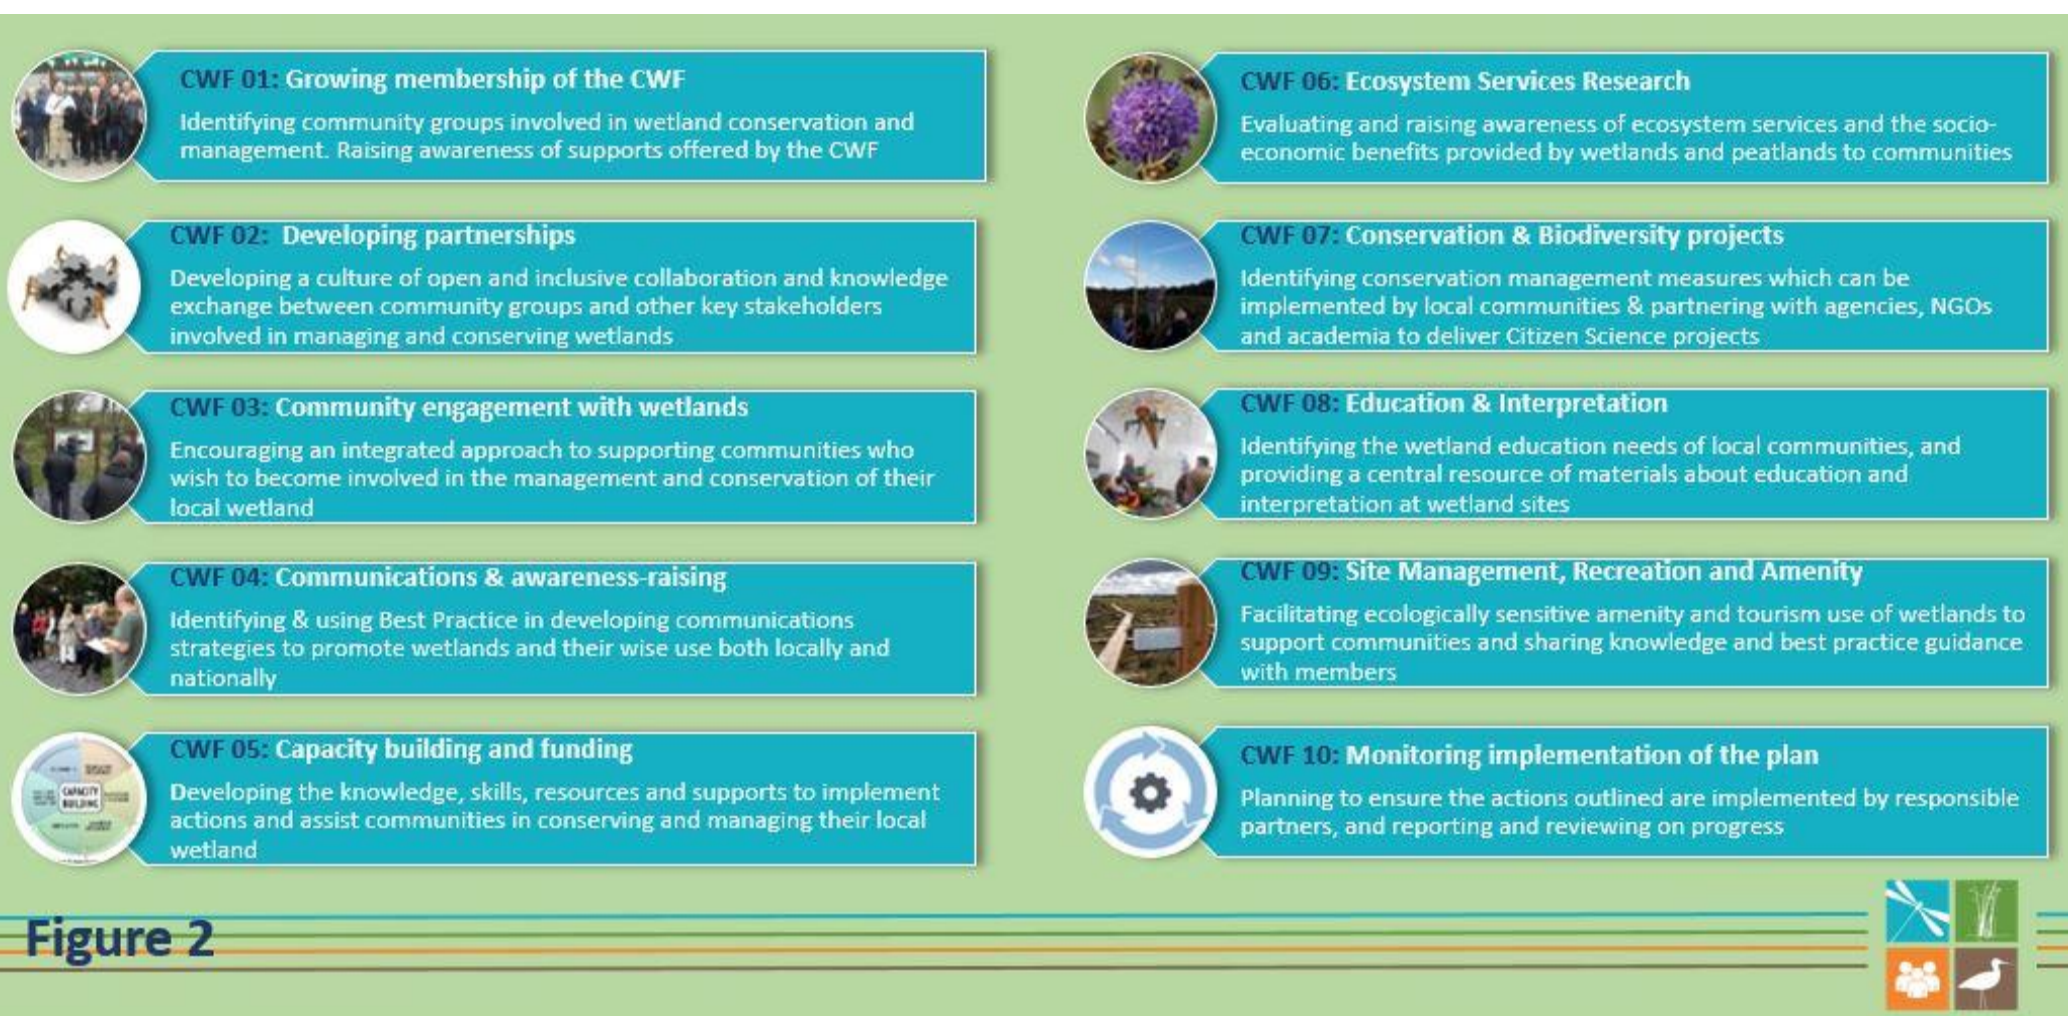 CWF 01: Growing membership of the CWF
Identifying community groups involved in wetland conservation and
management. Raising awareness of supports offered by the CWF
CWF 02: Developing partnerships
Developing a culture of open and inclusive collaboration and knowledge
exchange between community groups and other key stakeholders
involved in managing and conserving wetlands
CWF 03: Community engagement with wetlands
Encouraging an integrated approach to supporting communities who
wish to become involved in the management and conservation of their
local wetland
CWF 04: Communications & awareness-raising
Identifying & using Best Practice in developing communications
strategies to promote wetlands and their wise use both locally and
nationally
CAPACITY
BUILDING
CWF 05: Capacity building and funding
Developing the knowledge, skills, resources and supports to implement
actions and assist communities in conserving and managing their local
wetland
CWF 06: Ecosystem Services Research
Evaluating and raising awareness of ecosystem services and the socio-
economic benefits provided by wetlands and peatlands to communities
CWF 07: Conservation & Biodiversity projects
Identifying conservation management measures which can be
implemented by local communities & partnering with agencies, NGOs
and academia to deliver Citizen Science projects
CWF 08: Education & Interpretation
Identifying the wetland education needs of local communities, and
providing a central resource of materials about education and
interpretation at wetland sites
CWF 09: Site Management, Recreation and Amenity
Facilitating ecologically sensitive amenity and tourism use of wetlands to
support communities and sharing knowledge and best practice guidance
with members
CWF 10: Monitoring implementation of the plan
Planning to ensure the actions outlined are implemented by responsible
partners, and reporting and reviewing on progress
Figure 2